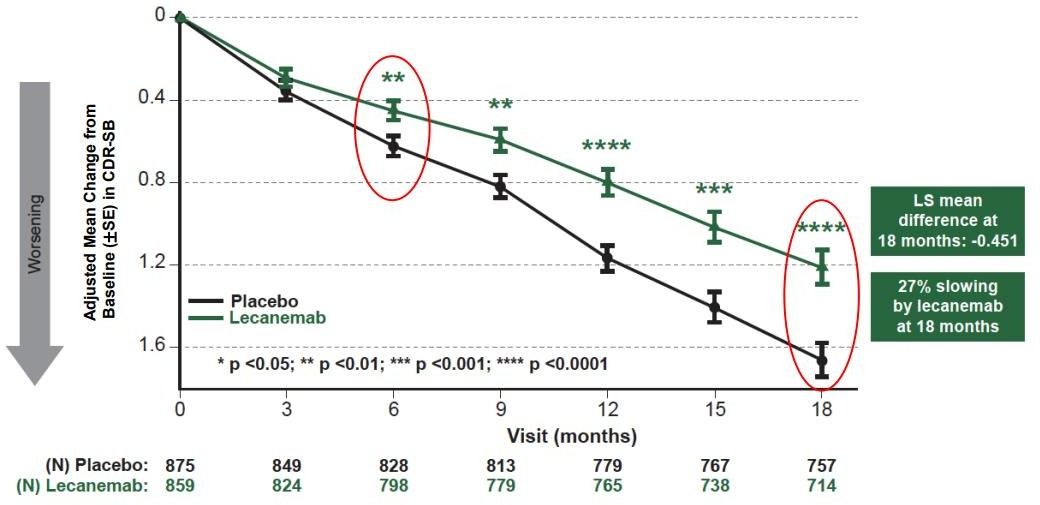 0
0.4
0.8
1.2
1.6
Worsening
Adjusted Mean Change from
Baseline (±SE) in CDR-SB
**
**
****
***
****
LS mean
difference at
18 months: -0.451
27% slowing
by lecanemab
at 18 months
Placebo
Lecanemab
* p <0.05; ** p <0.01; *** p <0.001; **** p <0.0001
0 3 6 9 12 15 18
Visit (months)
(N) Placebo: 875 849 828 813 779 767 757
(N) Lecanemab: 859 824 798 779 765 738 714